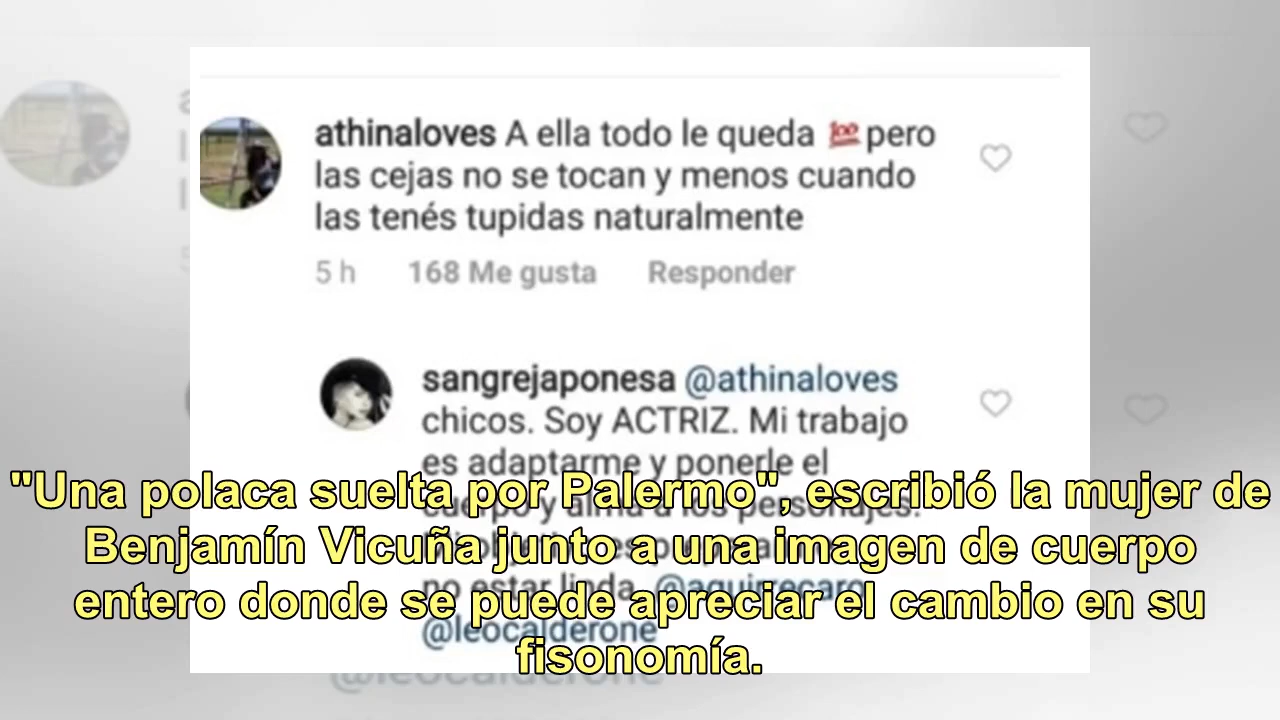 athinaloves A ella todo le queda 💯 pero
las cejas no se tocan y menos cuando
las tenés tupidas naturalmente
5 h 168 Me gusta Responder
sangrejaponesa @athinaloves
chicos. Soy ACTRIZ. Mi trabajo
es adaptarme y ponerle el
cuerpo y alma a los personajes.
no estar linda. @aguirrecaro
@leocalderone
"Una polaca suelta por Palermo", escribió la mujer de
Benjamín Vicuña junto a una imagen de cuerpo
entero donde se puede apreciar el cambio en su
fisonomía.
@leocalderone